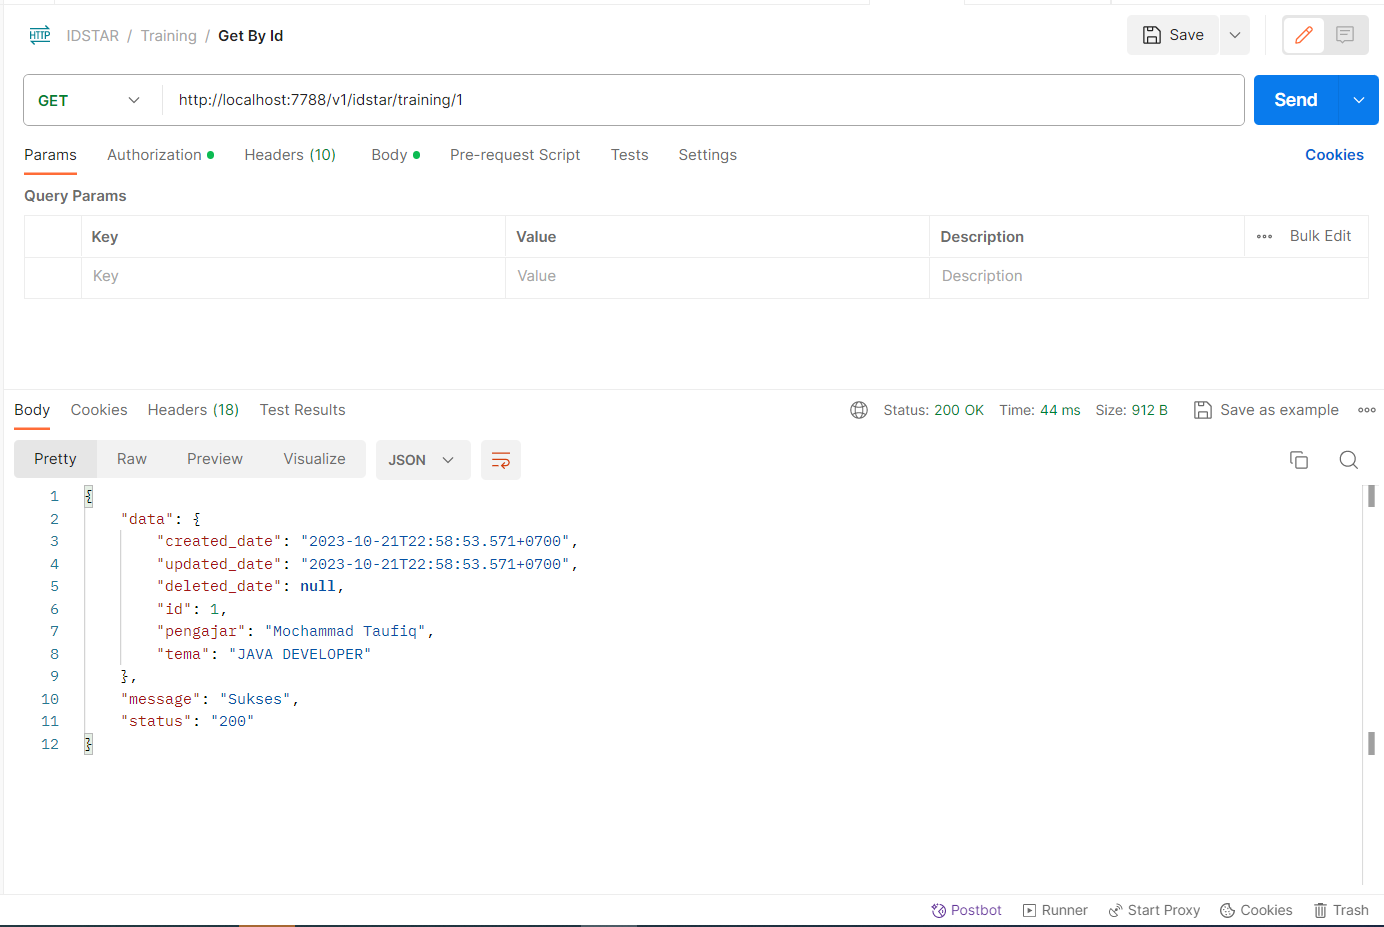 HTTP IDSTAR / Training / Get By Id Save
GET http://localhost:7788/v1/idstar/training/1 Send
Params Authorization Headers (10) Body Pre-request Script Tests Settings Cookies
Query Params
Key Value Description Bulk Edit
Key Value Description
Body Cookies Headers (18) Test Results Status: 200 OK Time: 44 ms Size: 912 B Save as example
Pretty Raw Preview Visualize JSON
1 {
2 "data": {
3 "created_date": "2023-10-21T22:58:53.571+0700",
4 "updated_date": "2023-10-21T22:58:53.571+0700",
5 "deleted_date": null,
6 "id": 1,
7 "pengajar": "Mochammad Taufiq",
8 "tema": "JAVA DEVELOPER"
9 },
10 "message": "Sukses",
11 "status": "200"
12 }
Postbot Runner Start Proxy Cookies Trash